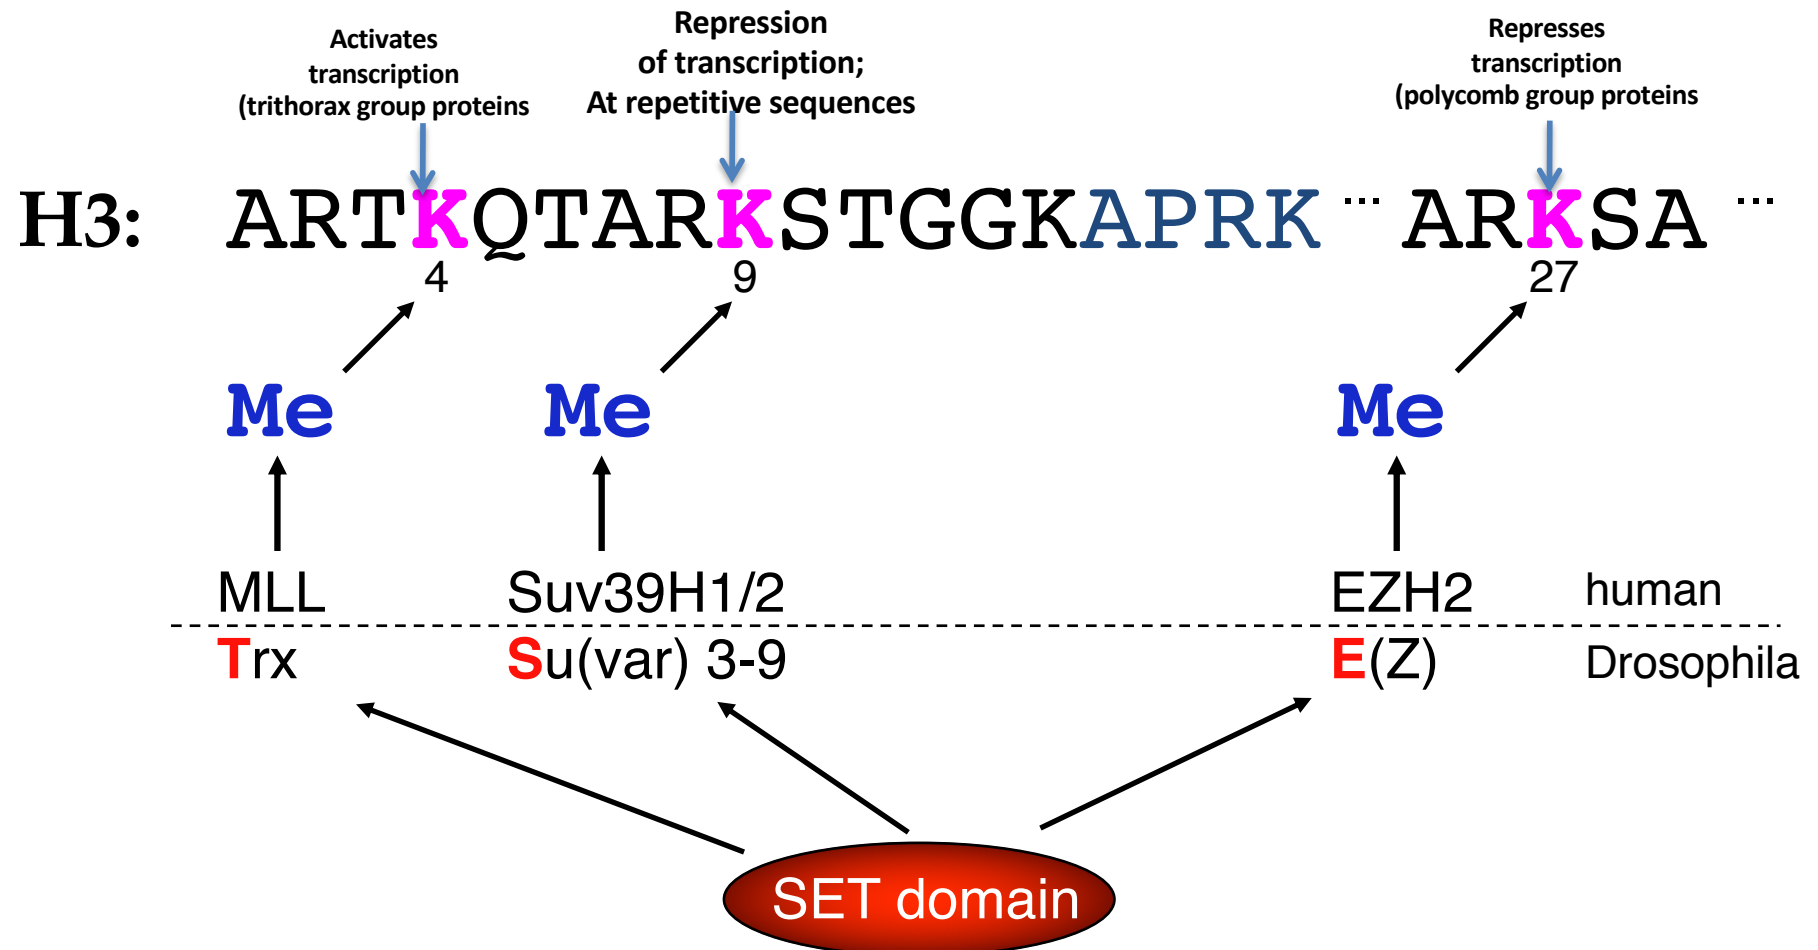 Activates
transcription
(trithorax group proteins
Repression
of transcription;
At repetitive sequences
Represses
transcription
(polycomb group proteins
H3: ARTKQTARKSTGGKAPRK ... ARKSA ...
4 9 27
Me Me Me
MLL Suv39H1/2 EZH2 human
Trx Su(var) 3-9 E(Z) Drosophila
SET domain